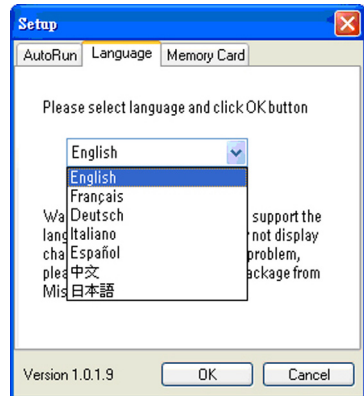 Setup
AutoRun Language Memory Card
Please select language and click OK button
English
English
Français
Wa Deutsch support the
lang Italiano not display
cha Español problem,
plea 中文 ackage from
Mis 日本語
Version 1.0.1.9 OK Cancel